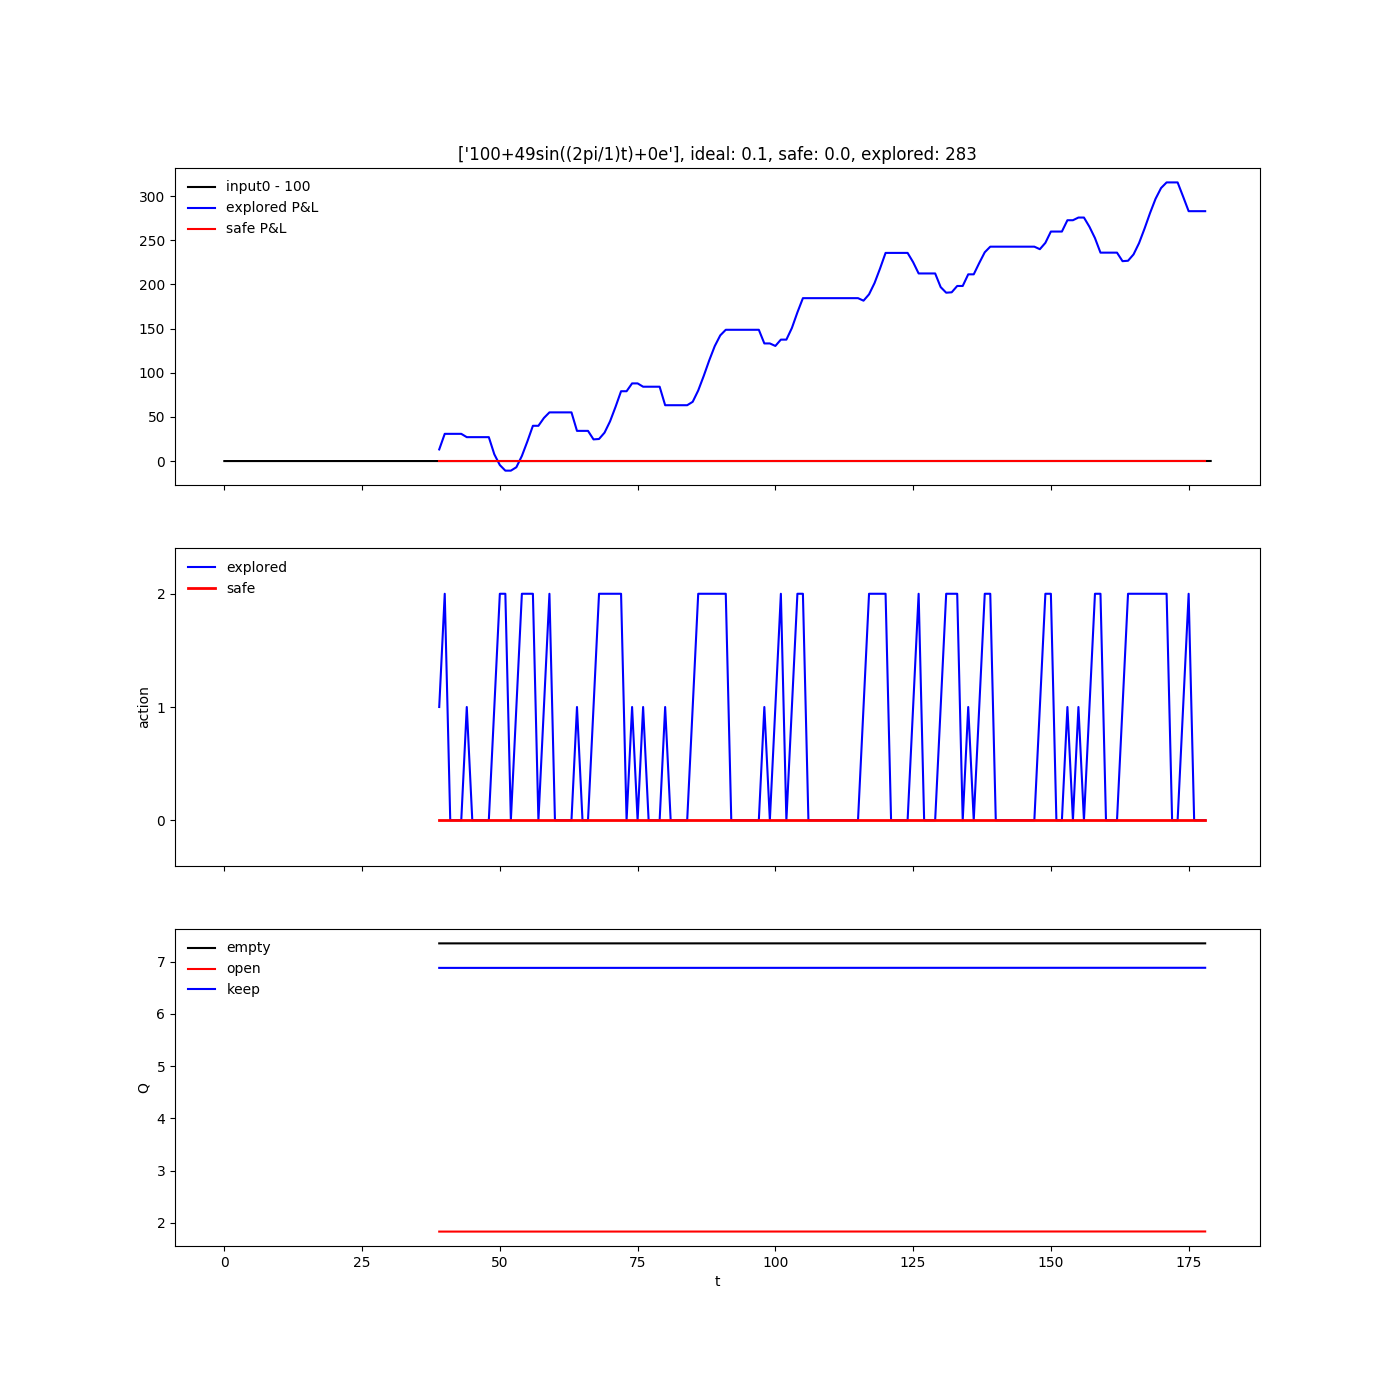 ['100+49sin((2pi/1)t)+0e'], ideal: 0.1, safe: 0.0, explored: 283
input0 - 100
explored P&L
safe P&L
300
250
200
150
100
50
0
explored
safe
2
1
0
action
empty
open
keep
7
6
5
4
3
2
Q
0 25 50 75 100 125 150 175
t